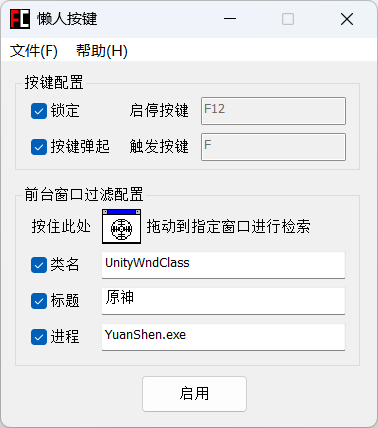 FC 懒人按键
文件(F) 帮助(H)
按键配置
锁定 启停按键 F12
按键弹起 触发按键 F
前台窗口过滤配置
按住此处 拖动到指定窗口进行检索
类名 UnityWndClass
标题 原神
进程 YuanShen.exe
启用